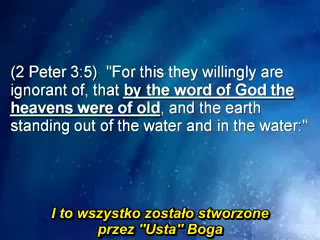 (2 Peter 3:5)  "For this they willingly are
ignorant of, that by the word of God the
heavens were of old, and the earth
standing out of the water and in the water:"
I to wszystko zostało stworzone
przez "Usta" Boga